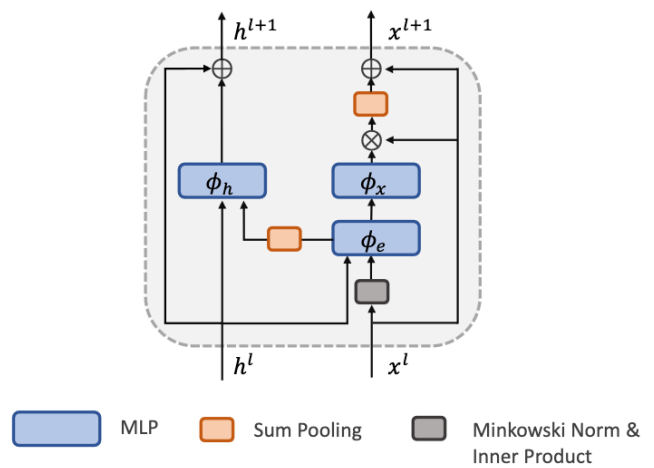 h^{l+1} x^{l+1}
ϕ_h ϕ_x
ϕ_e
h^l x^l
MLP
Sum Pooling
Minkowski Norm &
Inner Product